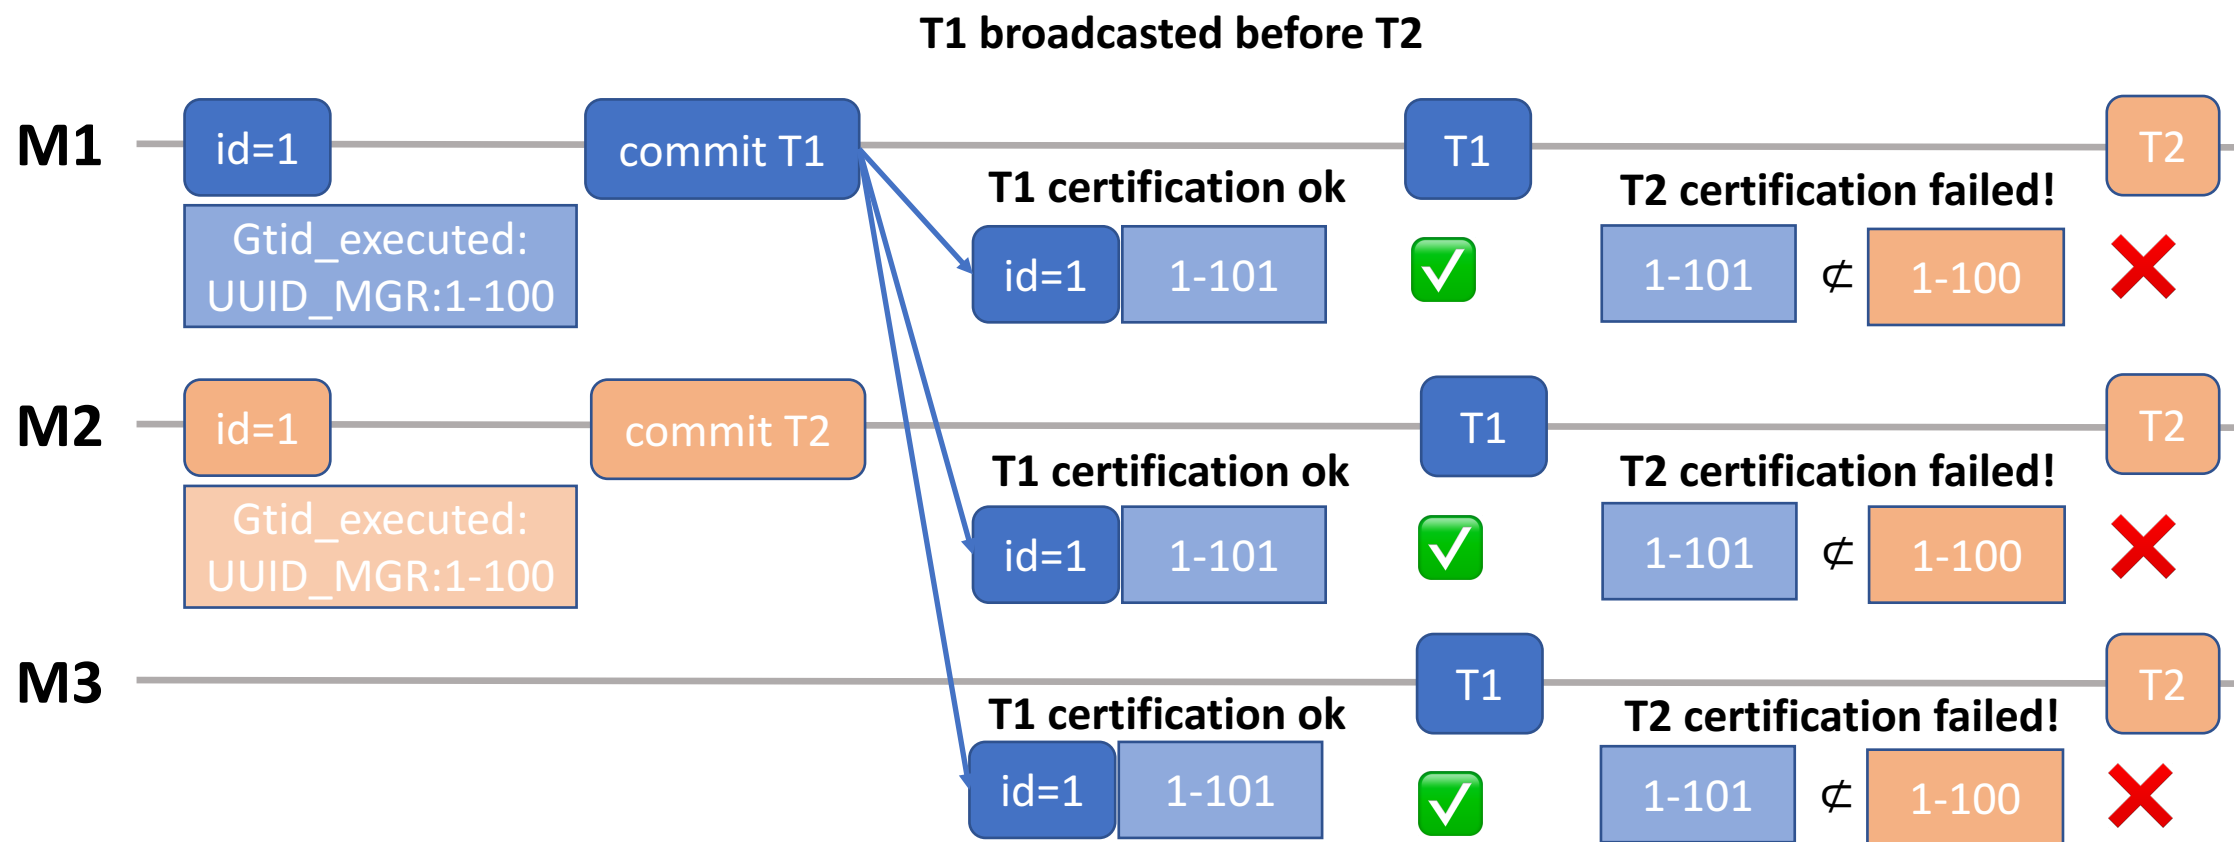 T1 broadcasted before T2
M1
id=1
commit T1
T1
T2
Gtid_executed:
UUID_MGR:1-100
T1 certification ok
id=1
1-101
T2 certification failed!
1-101
⊄
1-100
M2
id=1
commit T2
T1
T2
Gtid_executed:
UUID_MGR:1-100
T1 certification ok
id=1
1-101
T2 certification failed!
1-101
⊄
1-100
M3
T1
T2
T1 certification ok
id=1
1-101
T2 certification failed!
1-101
⊄
1-100